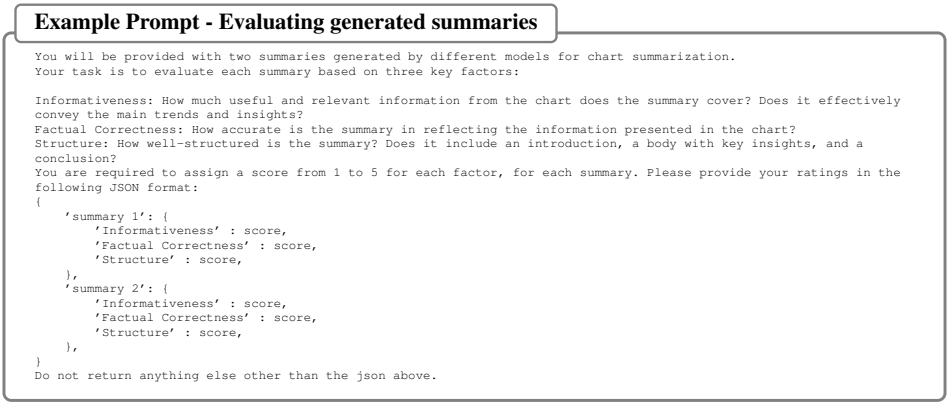 Example Prompt - Evaluating generated summaries
You will be provided with two summaries generated by different models for chart summarization.
Your task is to evaluate each summary based on three key factors:
Informativeness: How much useful and relevant information from the chart does the summary cover? Does it effectively
convey the main trends and insights?
Factual Correctness: How accurate is the summary in reflecting the information presented in the chart?
Structure: How well-structured is the summary? Does it include an introduction, a body with key insights, and a
conclusion?
You are required to assign a score from 1 to 5 for each factor, for each summary. Please provide your ratings in the
following JSON format:
{
    ’summary 1’: {
        ’Informativeness’ : score,
        ’Factual Correctness’ : score,
        ’Structure’ : score,
    },
    ’summary 2’: {
        ’Informativeness’ : score,
        ’Factual Correctness’ : score,
        ’Structure’ : score,
    },
}
Do not return anything else other than the json above.